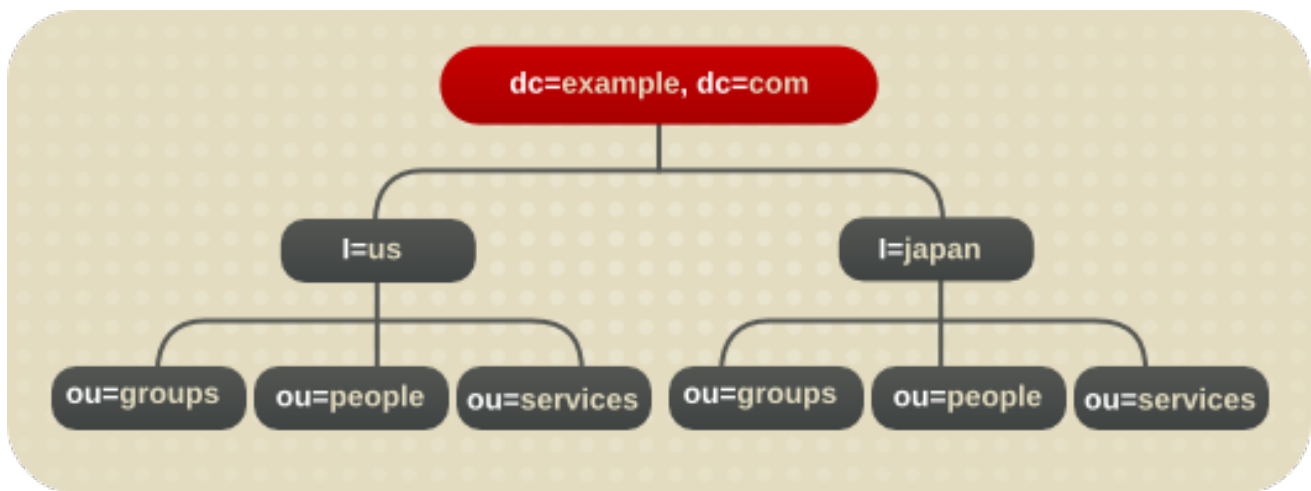 dc=example, dc=com
l=us
l=japan
ou=groups
ou=people
ou=services
ou=groups
ou=people
ou=services